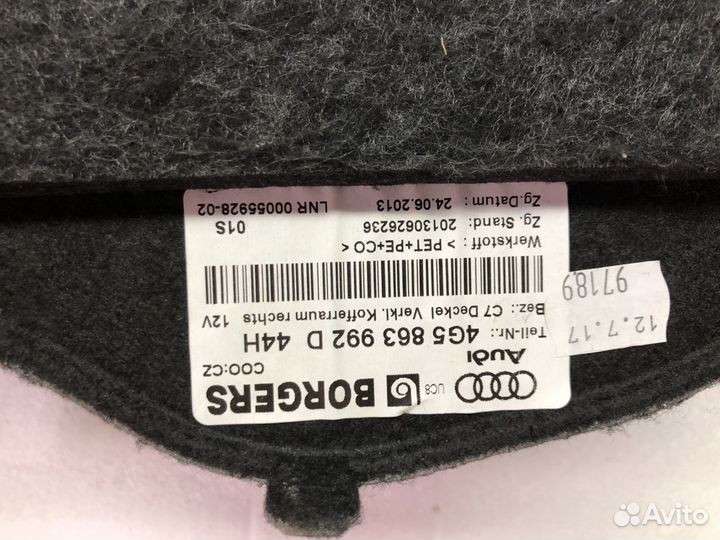 UC8 BORGERS
Audi COO:CZ
Teil-Nr.: 4G5 863 992 D 44H
Bez.: C7 Deckel Verkl. Kofferraum rechts 12V
Werkstoff : > PET+PE+CO <
Zg. Stand: 20130626236 01S
Zg.Datum : 24.06.2013 LNR 00055928-02
12.7.17
97189
Avito